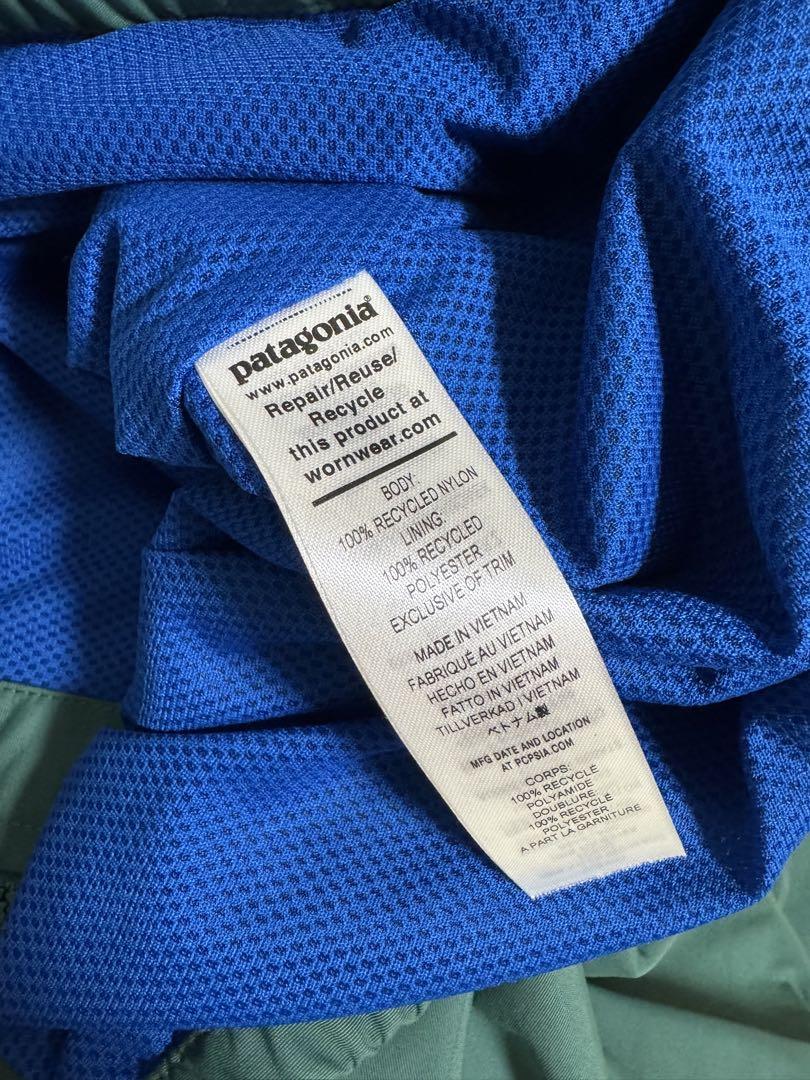 patagonia®
www.patagonia.com
Repair/Reuse/
Recycle
this product at
wornwear.com
BODY
100% RECYCLED NYLON
LINING:
100% RECYCLED
POLYESTER
EXCLUSIVE OF TRIM
MADE IN VIETNAM
FABRIQUÉ AU VIETNAM
HECHO EN VIETNAM
FATTO IN VIETNAM
TILLVERKAD I VIETNAM
ベトナム製
MFG DATE AND LOCATION
AT PCPSIA.COM
CORPS:
100% RECYCLÉ
POLYAMIDE
DOUBLURE
100% RECYCLÉ
POLYESTER
A PART LA GARNITURE